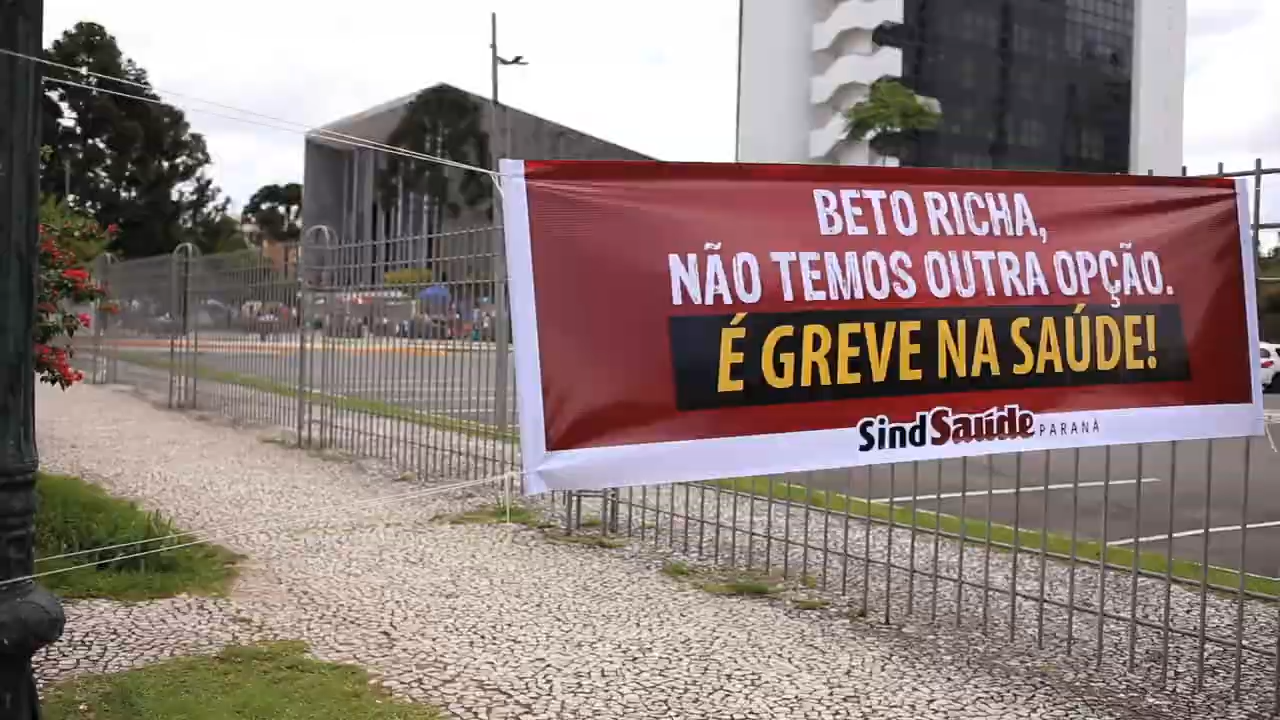 BETO RICHA,
NÃO TEMOS OUTRA OPÇÃO.
É GREVE NA SAÚDE!
SindSaúde PARANÁ